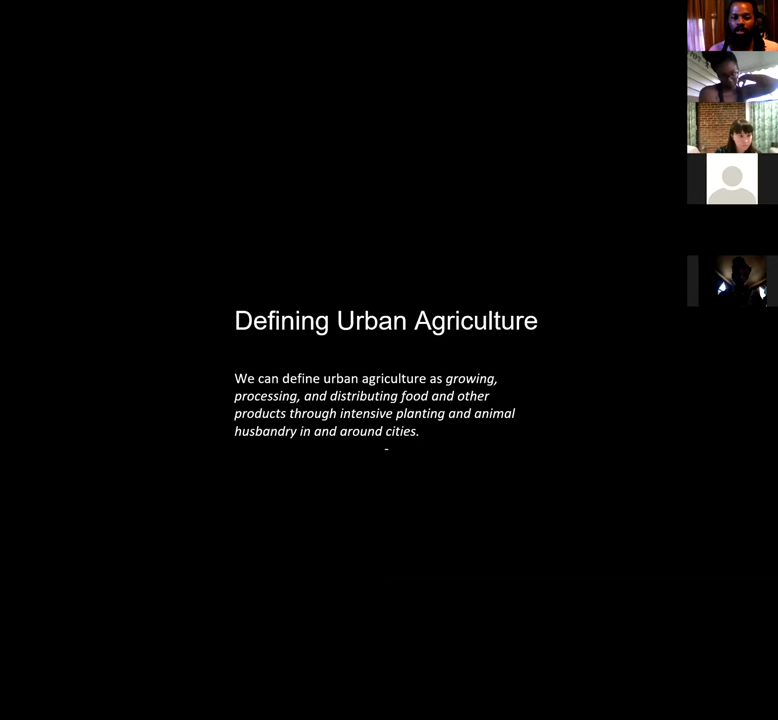 Defining Urban Agriculture
We can define urban agriculture as growing,
processing, and distributing food and other
products through intensive planting and animal
husbandry in and around cities.
-